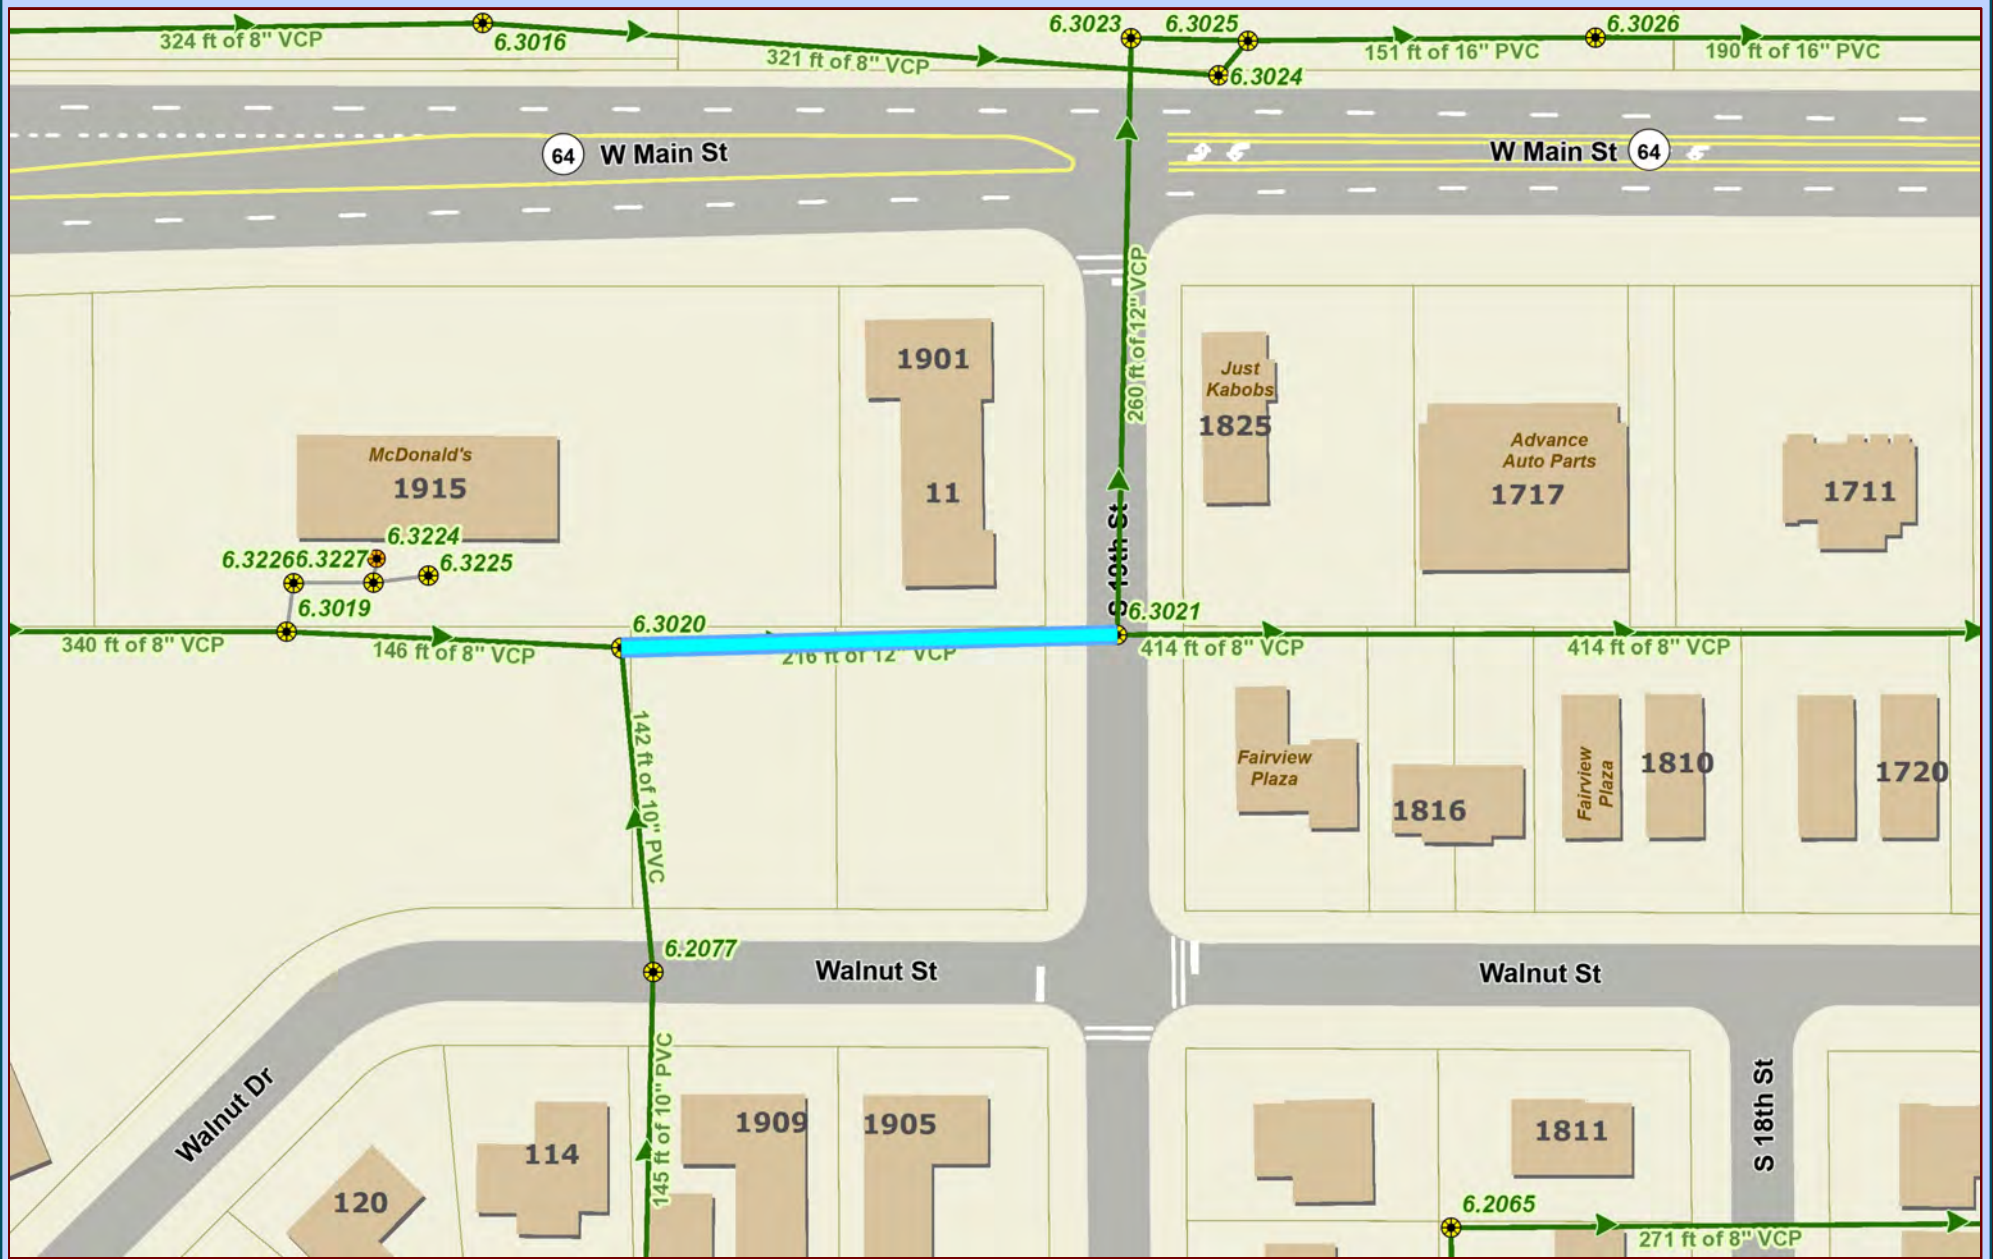 6.3023
6.3025
6.3026
324 ft of 8" VCP
6.3016
321 ft of 8" VCP
151 ft of 16" PVC
190 ft of 16" PVC
6.3024
64
W Main St
W Main St
64
260 ft of 12" VCP
1901
11
Just
Kabobs
1825
Advance
Auto Parts
1717
1711
McDonald's
1915
6.3224
6.3226
6.3227
6.3225
6.3019
S 19th St
6.3020
6.3021
340 ft of 8" VCP
146 ft of 8" VCP
216 ft of 12" VCP
414 ft of 8" VCP
414 ft of 8" VCP
142 ft of 10" PVC
Fairview
Plaza
1816
Fairview
Plaza
1810
1720
6.2077
Walnut St
Walnut St
Walnut Dr
145 ft of 10" PVC
114
120
1909
1905
1811
S 18th St
6.2065
271 ft of 8" VCP